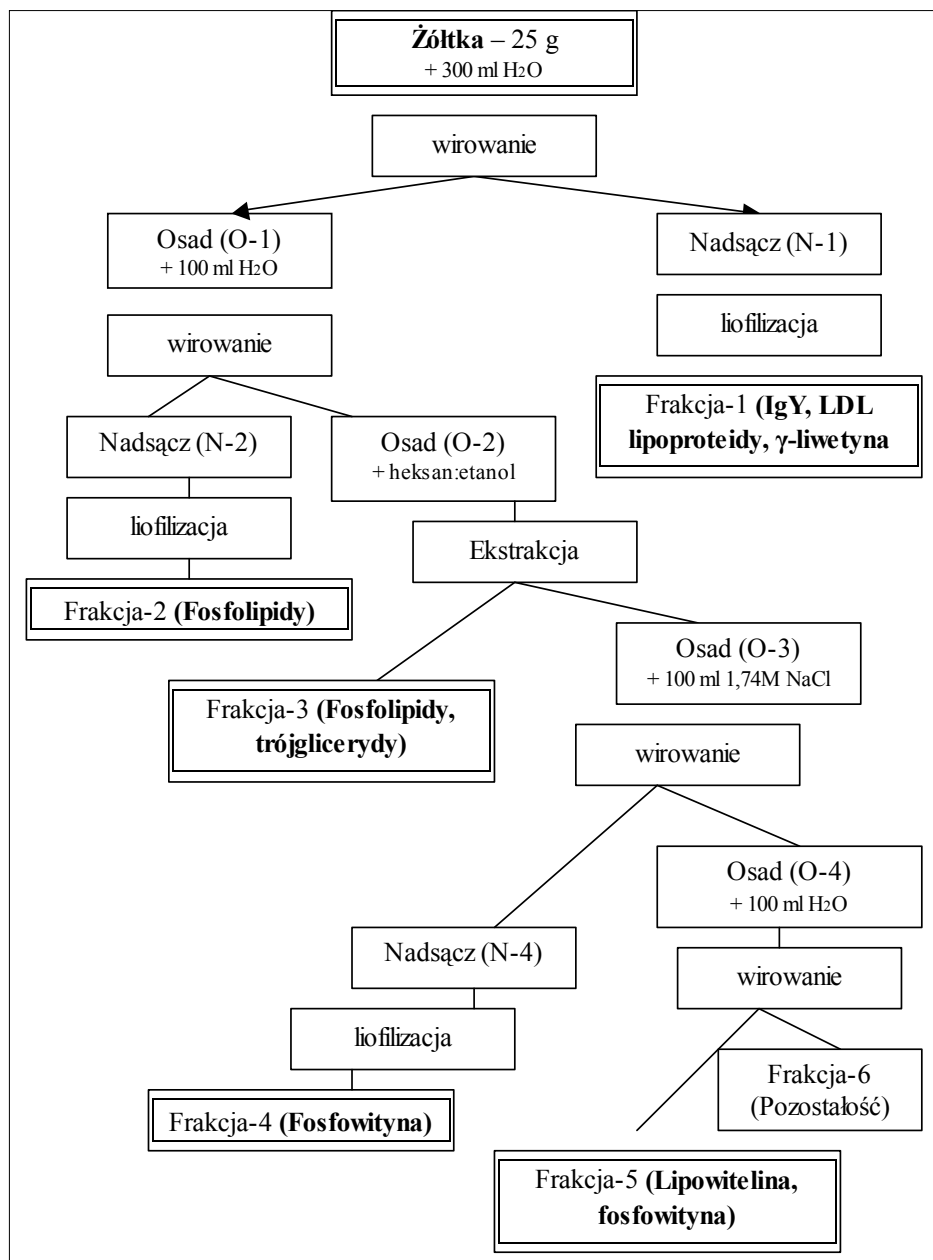 Żółtka – 25 g
+ 300 ml H2O
wirowanie
Osad (O-1)
+ 100 ml H2O
Nadsącz (N-1)
wirowanie
liofilizacja
Frakcja-1 (IgY, LDL
lipoproteidy, γ-liwetyna
Nadsącz (N-2)
Osad (O-2)
+ heksan:etanol
liofilizacja
Ekstrakcja
Frakcja-2 (Fosfolipidy)
Osad (O-3)
+ 100 ml 1,74M NaCl
Frakcja-3 (Fosfolipidy,
trójglicerydy)
wirowanie
Osad (O-4)
+ 100 ml H2O
Nadsącz (N-4)
wirowanie
liofilizacja
Frakcja-6
(Pozostałość)
Frakcja-4 (Fosfowityna)
Frakcja-5 (Lipowitelina,
fosfowityna)